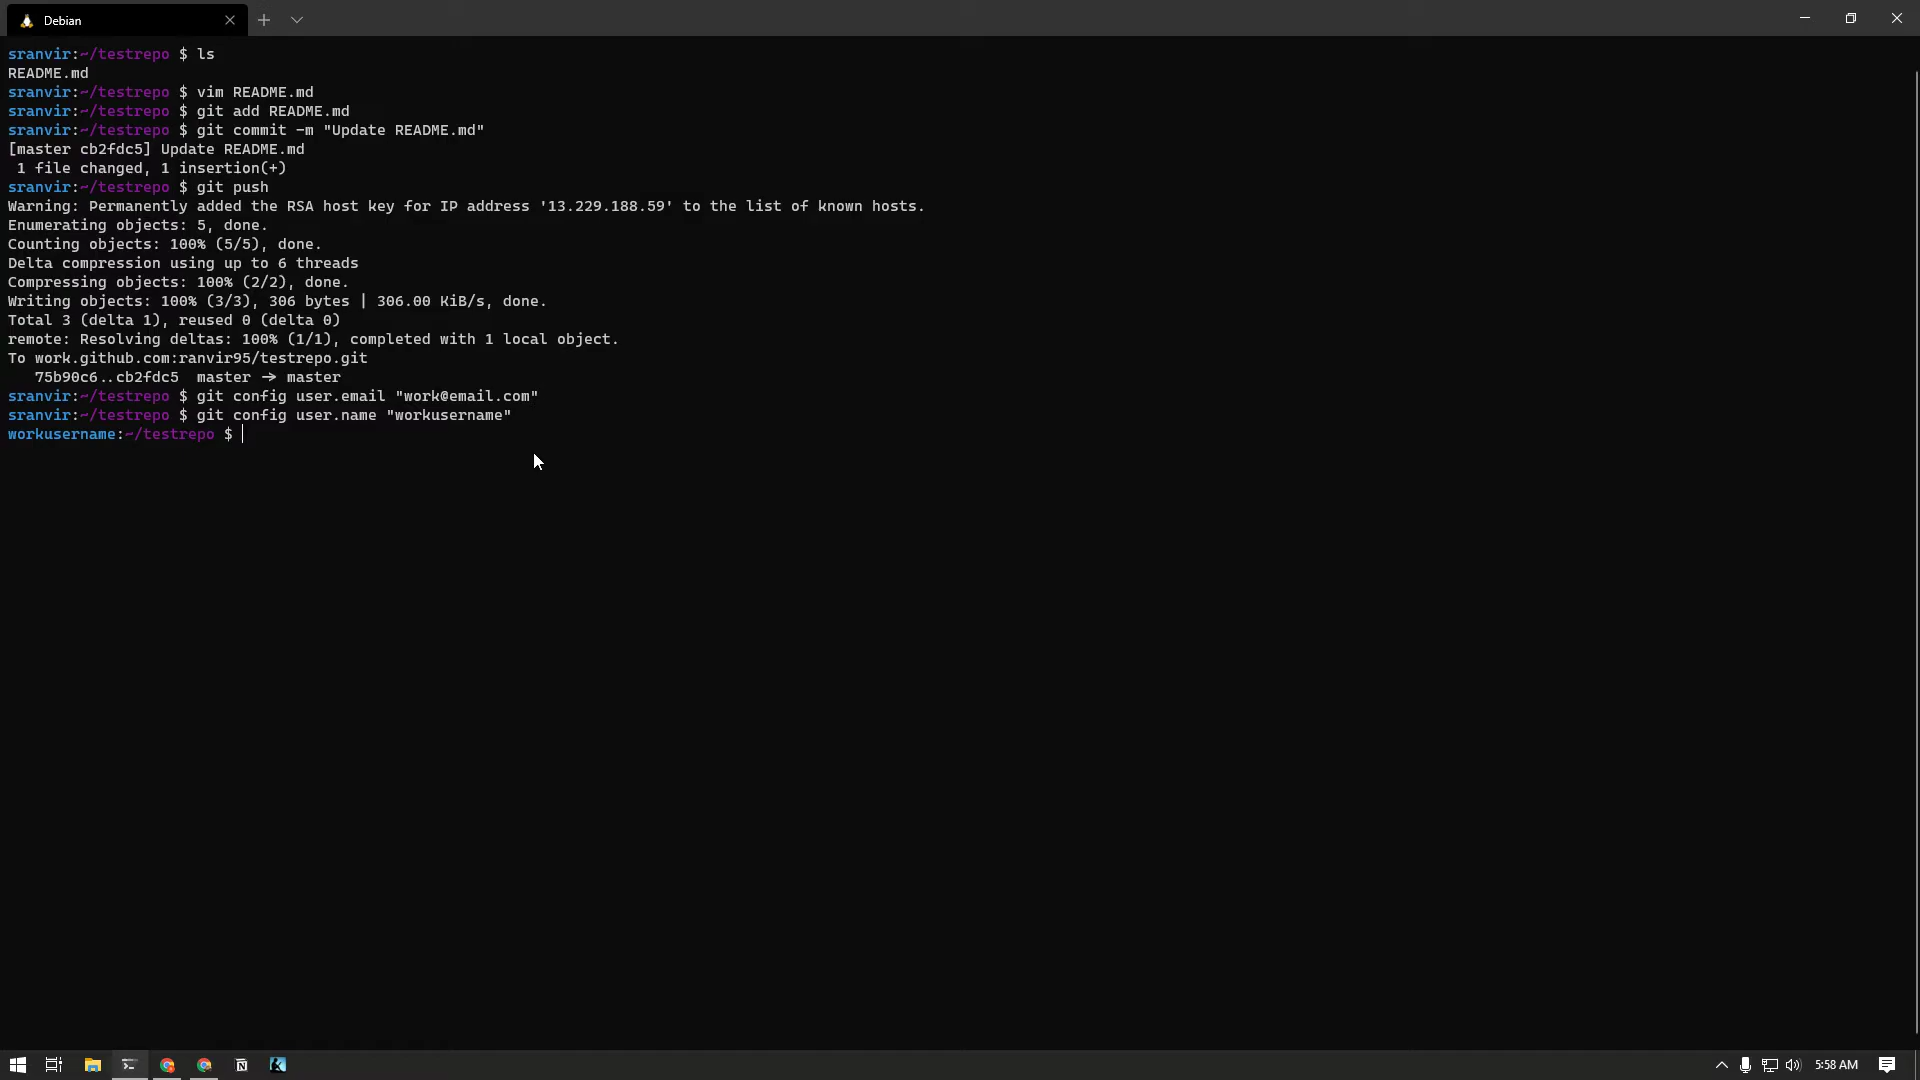 Debian
sranvir:~/testrepo $ ls
README.md
sranvir:~/testrepo $ vim README.md
sranvir:~/testrepo $ git add README.md
sranvir:~/testrepo $ git commit -m "Update README.md"
[master cb2fdc5] Update README.md
 1 file changed, 1 insertion(+)
sranvir:~/testrepo $ git push
Warning: Permanently added the RSA host key for IP address '13.229.188.59' to the list of known hosts.
Enumerating objects: 5, done.
Counting objects: 100% (5/5), done.
Delta compression using up to 6 threads
Compressing objects: 100% (2/2), done.
Writing objects: 100% (3/3), 306 bytes | 306.00 KiB/s, done.
Total 3 (delta 1), reused 0 (delta 0)
remote: Resolving deltas: 100% (1/1), completed with 1 local object.
To work.github.com:ranvir95/testrepo.git
   75b90c6..cb2fdc5  master -> master
sranvir:~/testrepo $ git config user.email "work@email.com"
sranvir:~/testrepo $ git config user.name "workusername"
workusername:~/testrepo $
5:58 AM